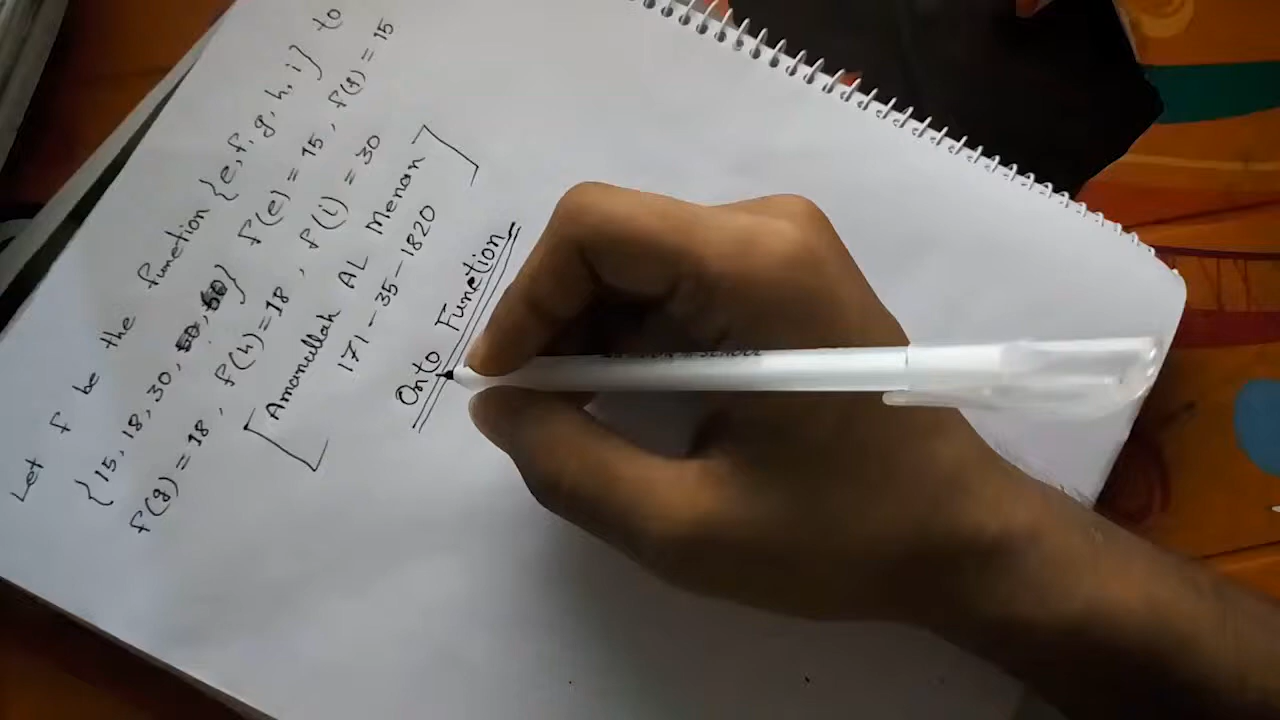 Let f be the function {e, f, g, h, i} to
{15, 18, 30, 50, 60} f(e) = 15, f(g) = 15
f(g) = 18, f(h) = 18, f(i) = 30
[Amanullah AL Menon]
171-35-1820
Onto Function